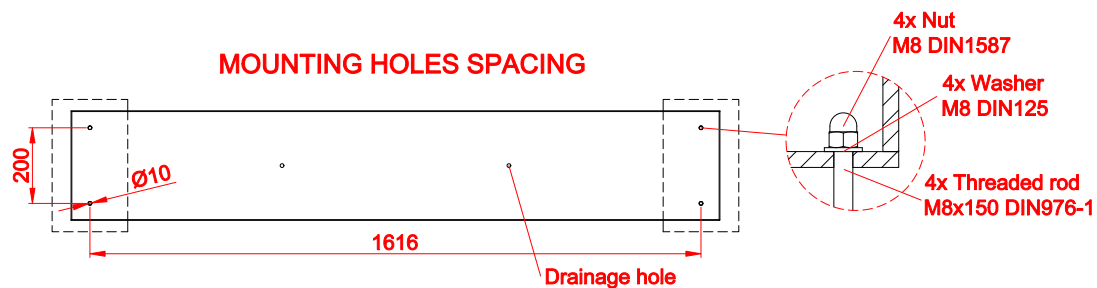 MOUNTING HOLES SPACING
4x Nut
M8 DIN1587
4x Washer
M8 DIN125
200
Ø10
4x Threaded rod
M8x150 DIN976-1
1616
Drainage hole